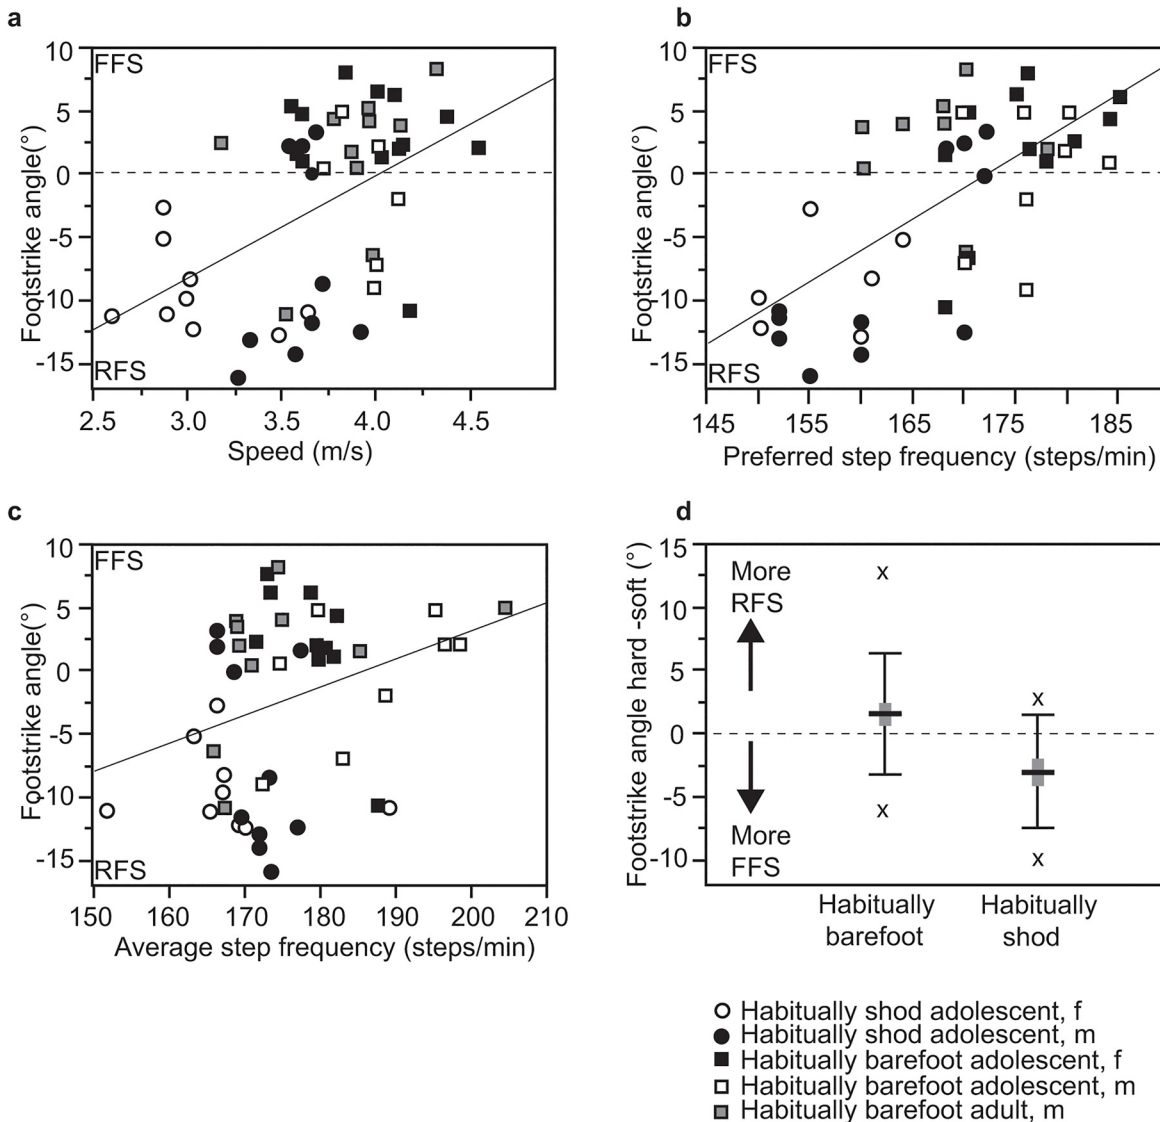 a
10
5
0
-5
-10
-15
FFS
RFS
Footstrike angle(°)
2.5 3.0 3.5 4.0 4.5
Speed (m/s)
b
10
5
0
-5
-10
-15
FFS
RFS
Footstrike angle(°)
145 155 165 175 185
Preferred step frequency (steps/min)
c
10
5
0
-5
-10
-15
FFS
RFS
Footstrike angle(°)
150 160 170 180 190 200 210
Average step frequency (steps/min)
d
15
10
5
0
-5
-10
Footstrike angle hard -soft (°)
More
RFS
More
FFS
x
x
x
x
Habitually
barefoot
Habitually
shod
Habitually shod adolescent, f
Habitually shod adolescent, m
Habitually barefoot adolescent, f
Habitually barefoot adolescent, m
Habitually barefoot adult, m